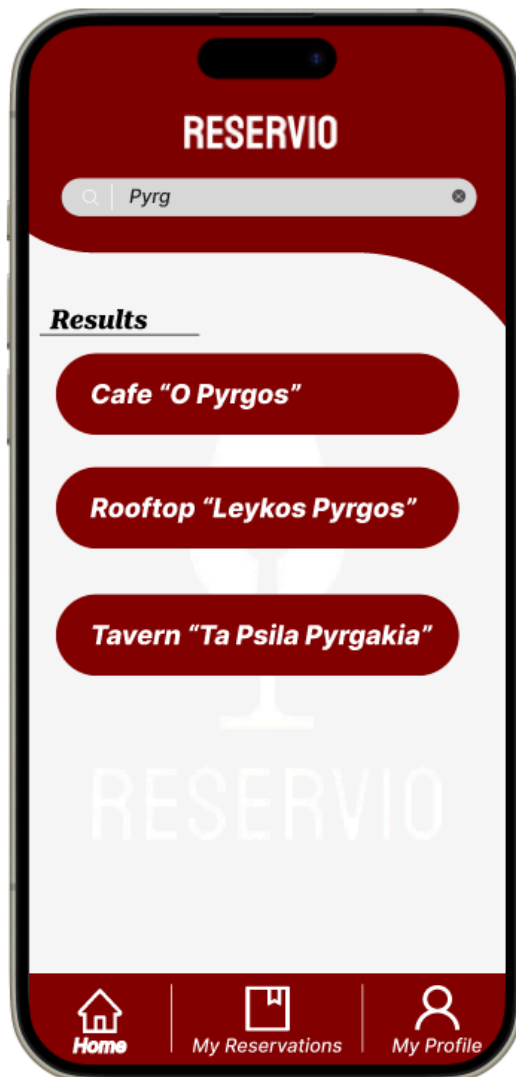 RESERVIO
Pyrg
Results
Cafe “O Pyrgos”
Rooftop “Leykos Pyrgos”
Tavern “Ta Psila Pyrgakia”
RESERVIO
Home
My Reservations
My Profile